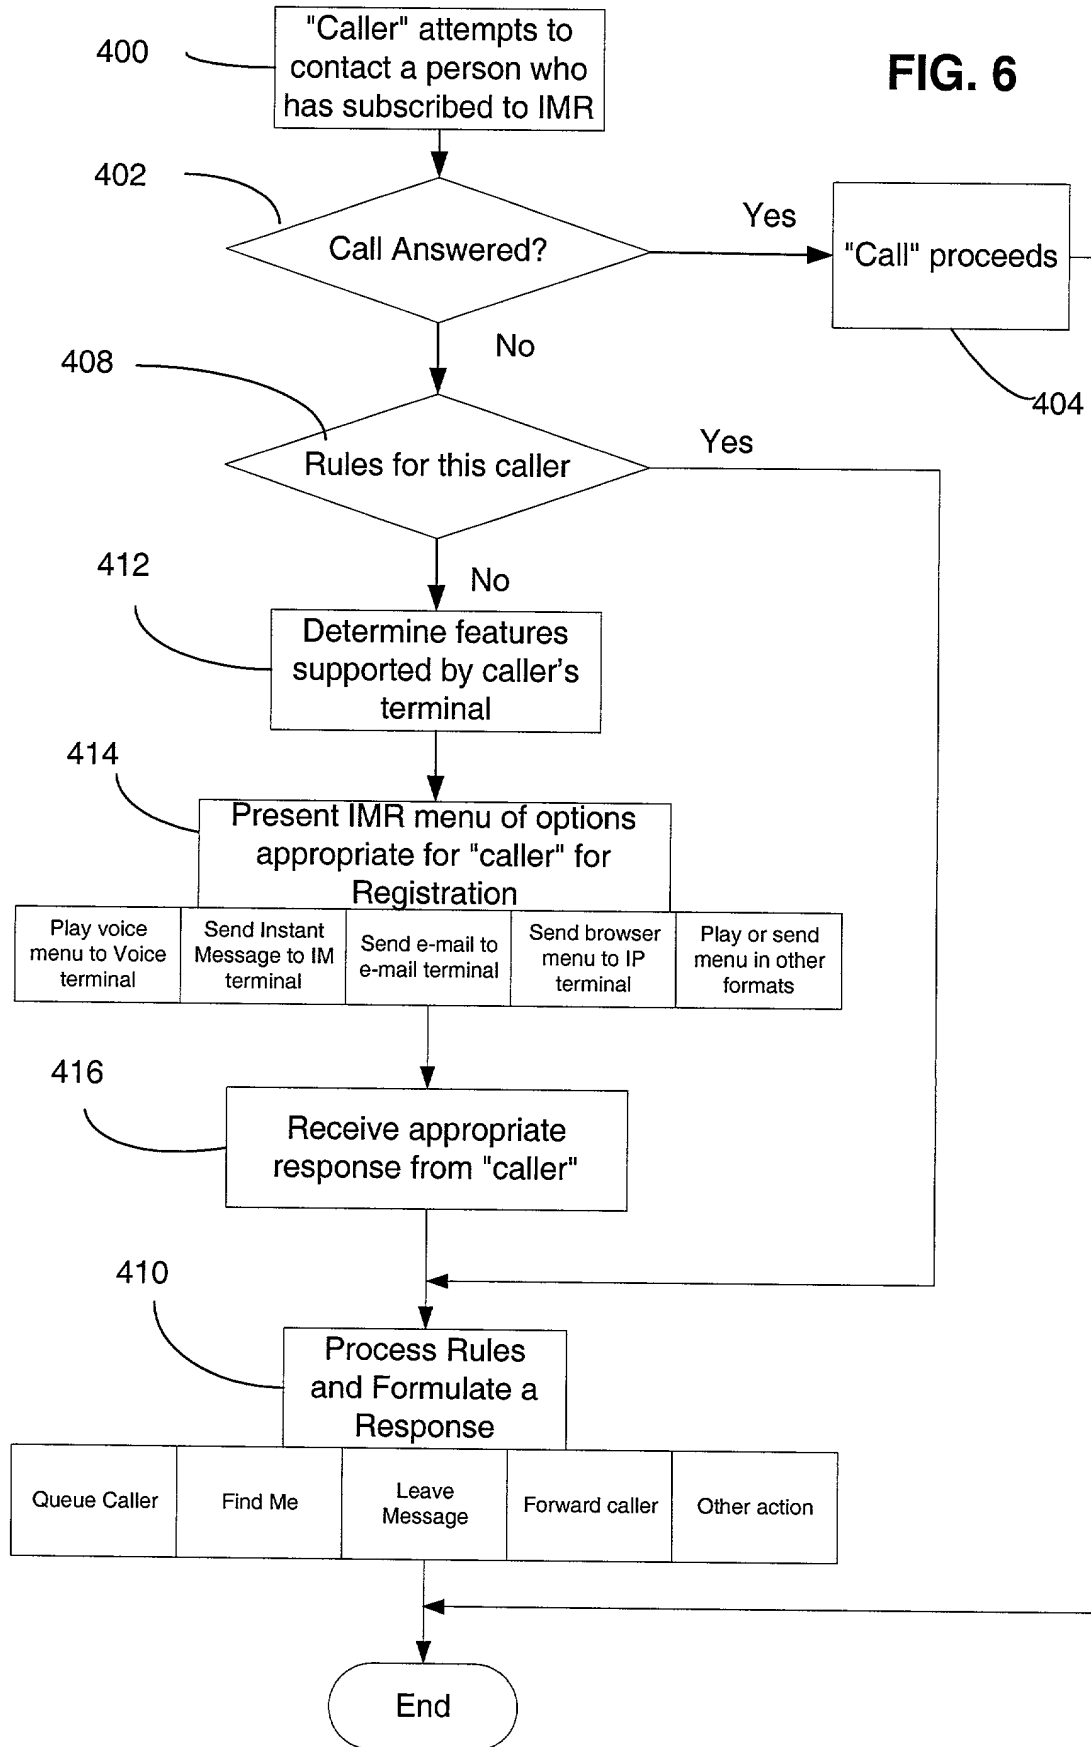 "Caller" attempts to
contact a person who
has subscribed to IMR
400
FIG. 6
402
Call Answered?
Yes
"Call" proceeds
404
No
408
Rules for this caller
Yes
No
412
Determine features
supported by caller's
terminal
414
Present IMR menu of options
appropriate for "caller" for
Registration
Play voice
menu to Voice
terminal
Send Instant
Message to IM
terminal
Send e-mail to
e-mail terminal
Send browser
menu to IP
terminal
Play or send
menu in other
formats
416
Receive appropriate
response from "caller"
410
Process Rules
and Formulate a
Response
Queue Caller
Find Me
Leave
Message
Forward caller
Other action
End